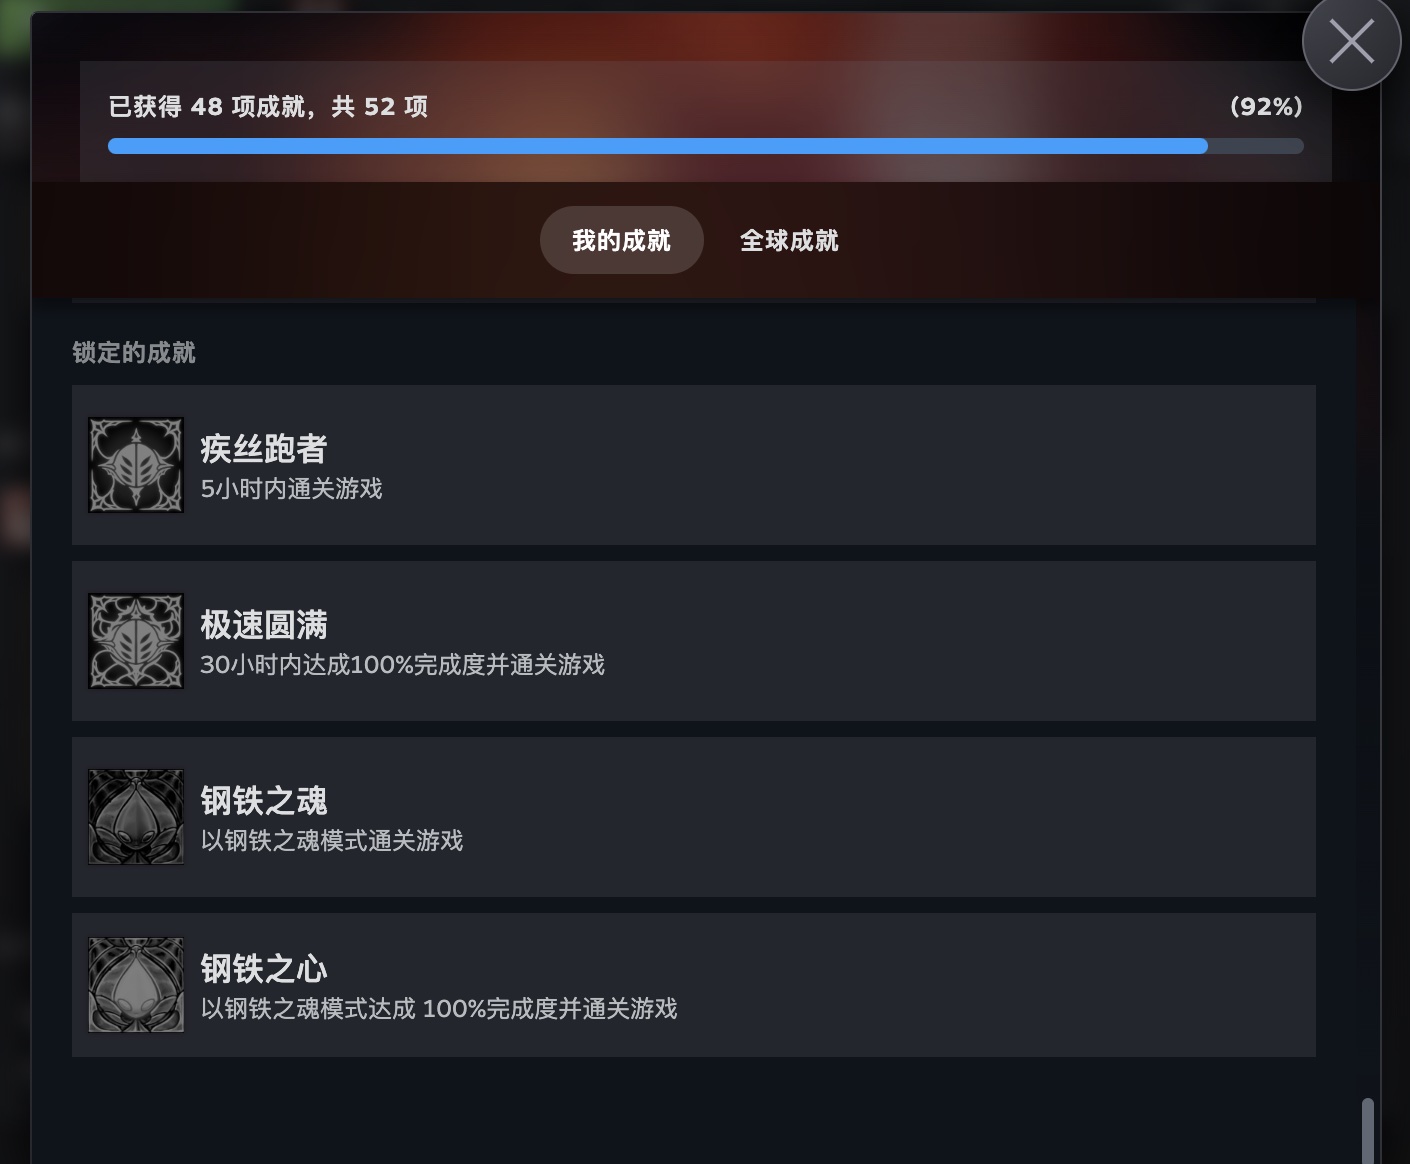 已获得 48 项成就，共 52 项
(92%)
我的成就
全球成就
锁定的成就
疾丝跑者
5小时内通关游戏
极速圆满
30小时内达成100%完成度并通关游戏
钢铁之魂
以钢铁之魂模式通关游戏
钢铁之心
以钢铁之魂模式达成 100%完成度并通关游戏